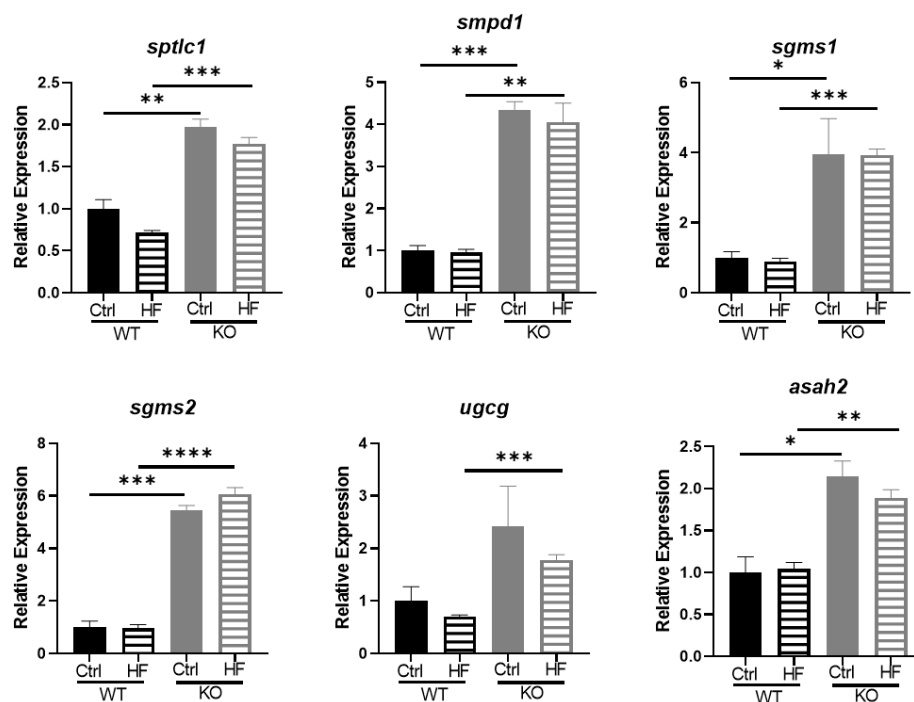 sptlc1
***
**
Relative Expression
2.5
2.0
1.5
1.0
0.5
0.0
Ctrl HF Ctrl HF
WT KO
smpd1
***
**
Relative Expression
5
4
3
2
1
0
Ctrl HF Ctrl HF
WT KO
sgms1
*
***
Relative Expression
6
4
2
0
Ctrl HF Ctrl HF
WT KO
sgms2
****
***
Relative Expression
8
6
4
2
0
Ctrl HF Ctrl HF
WT KO
ugcg
***
Relative Expression
4
3
2
1
0
Ctrl HF Ctrl HF
WT KO
asah2
**
*
Relative Expression
2.5
2.0
1.5
1.0
0.5
0.0
Ctrl HF Ctrl HF
WT KO